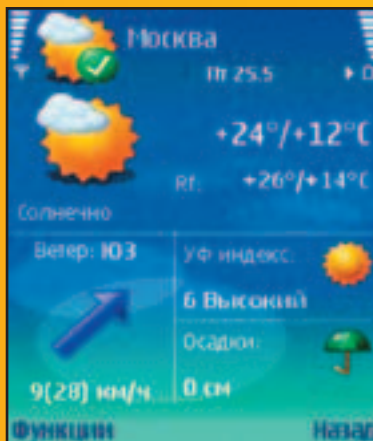 Москва
Пт 25.5
+24°/+12°C
Rf: +26°/+14°C
Солнечно
Ветер: ЮЗ
УФ индекс:
6 Высокий
Осадки:
9(28) км/ч
0 см
Функции Назад